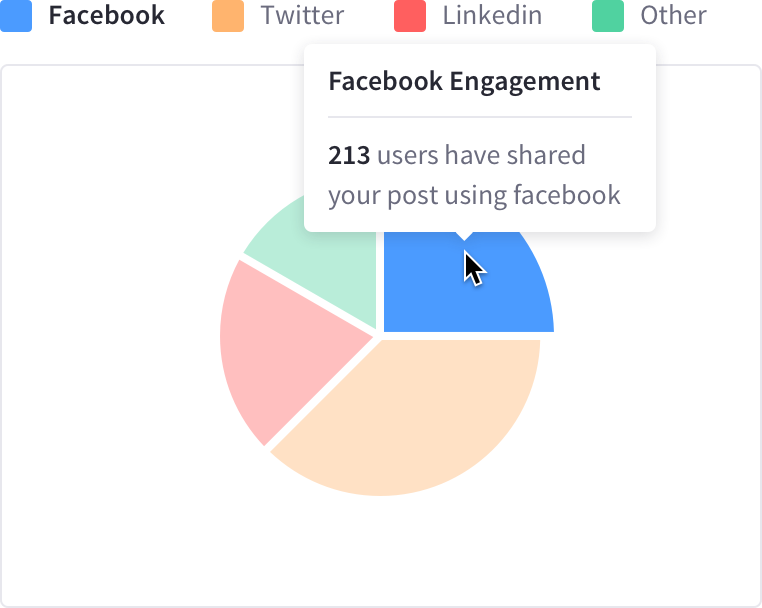 Facebook Twitter Linkedin Other
Facebook Engagement
213 users have shared
your post using facebook